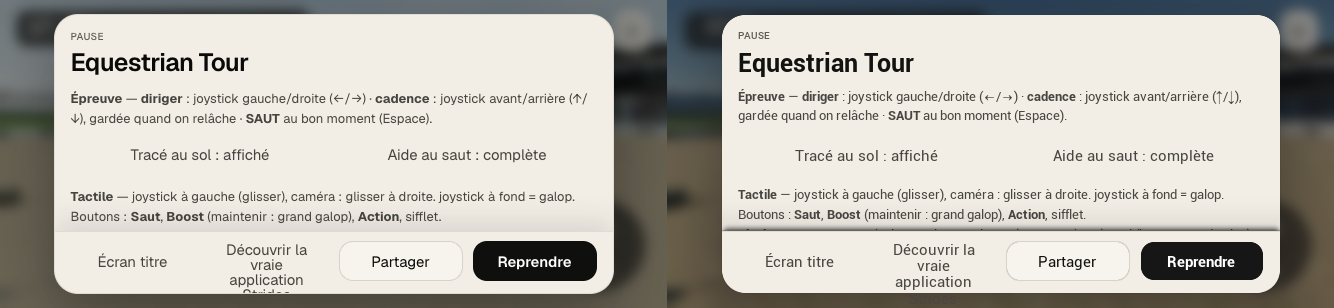 PAUSE
Equestrian Tour
Épreuve — diriger : joystick gauche/droite (←/→) · cadence : joystick avant/arrière (↑/
↓), gardée quand on relâche · SAUT au bon moment (Espace).
Tracé au sol : affiché
Aide au saut : complète
Tactile — joystick à gauche (glisser), caméra : glisser à droite. joystick à fond = galop.
Boutons : Saut, Boost (maintenir : grand galop), Action, sifflet.
Écran titre
Découvrir la
vraie
application
Strides
Partager
Reprendre
PAUSE
Equestrian Tour
Épreuve — diriger : joystick gauche/droite (←/→) · cadence : joystick avant/arrière (↑/↓),
gardée quand on relâche · SAUT au bon moment (Espace).
Tracé au sol : affiché
Aide au saut : complète
Tactile — joystick à gauche (glisser), caméra : glisser à droite. joystick à fond = galop.
Boutons : Saut, Boost (maintenir : grand galop), Action, sifflet.
Écran titre
Découvrir la
vraie
application
Strides
Partager
Reprendre